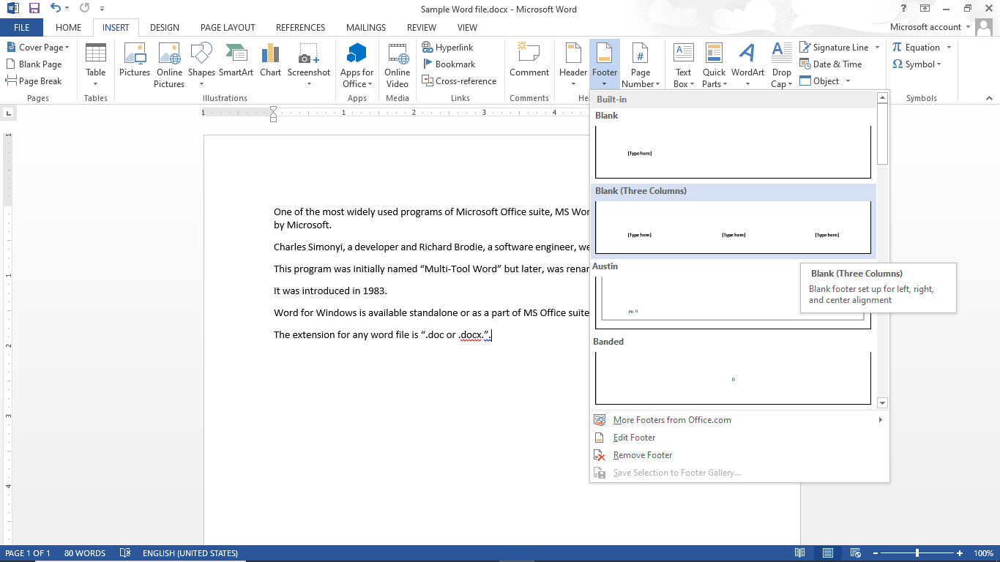 Sample Word file.docx - Microsoft Word
?
FILE HOME INSERT DESIGN PAGE LAYOUT REFERENCES MAILINGS REVIEW VIEW Microsoft account
Cover Page
Blank Page
Page Break
Pages
Table
Tables
Pictures
Online
Pictures
Shapes
SmartArt
Chart
Screenshot
Illustrations
Apps for
Office
Apps
Online
Video
Media
Hyperlink
Bookmark
Cross-reference
Links
Comment
Comments
Header
Footer
Page
Number
He
Text
Box
Quick
Parts
WordArt
Drop
Cap
Signature Line
Date & Time
Object
π Equation
Ω Symbol
Symbols
L
1 1 2 3 4
1
1
2
3
4
One of the most widely used programs of Microsoft Office suite, MS Wor
by Microsoft.
Charles Simonyi, a developer and Richard Brodie, a software engineer, we
This program was initially named “Multi-Tool Word” but later, was renar
It was introduced in 1983.
Word for Windows is available standalone or as a part of MS Office suite
The extension for any word file is “.doc or .docx.”.
Built-in
Blank
[Type here]
Blank (Three Columns)
[Type here] [Type here] [Type here]
Austin
pg. 0
Blank (Three Columns)
Blank footer set up for left, right,
and center alignment
Banded
0
More Footers from Office.com
Edit Footer
Remove Footer
Save Selection to Footer Gallery...
PAGE 1 OF 1 80 WORDS ENGLISH (UNITED STATES) 100%